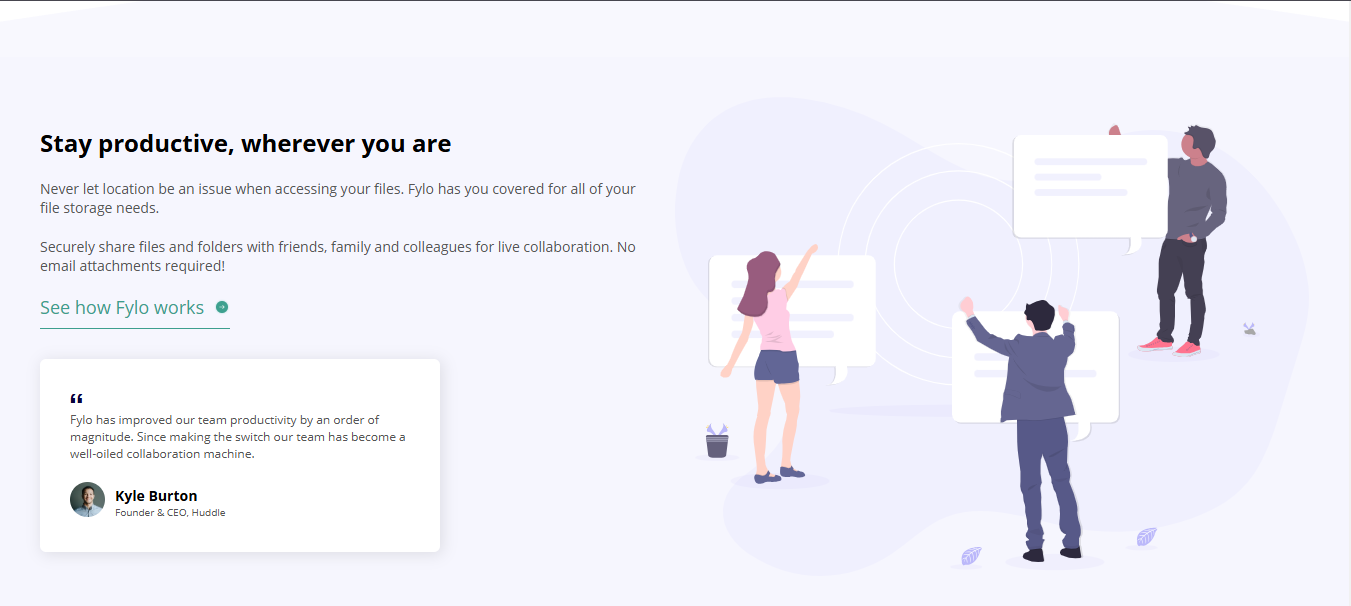 Stay productive, wherever you are
Never let location be an issue when accessing your files. Fylo has you covered for all of your
file storage needs.
Securely share files and folders with friends, family and colleagues for live collaboration. No
email attachments required!
See how Fylo works
“
Fylo has improved our team productivity by an order of
magnitude. Since making the switch our team has become a
well-oiled collaboration machine.
Kyle Burton
Founder & CEO, Huddle